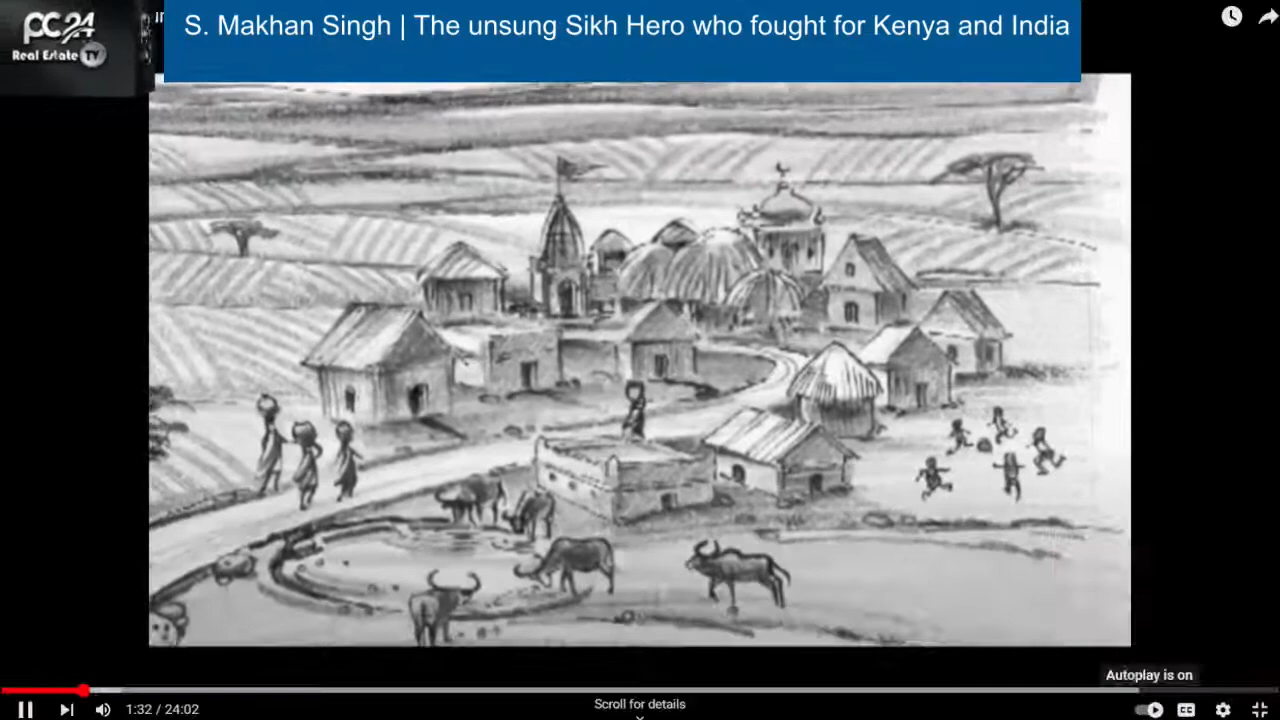 PC24
Real Estate TV
S. Makhan Singh | The unsung Sikh Hero who fought for Kenya and India
Autoplay is on
1:32 / 24:02
Scroll for details
CC